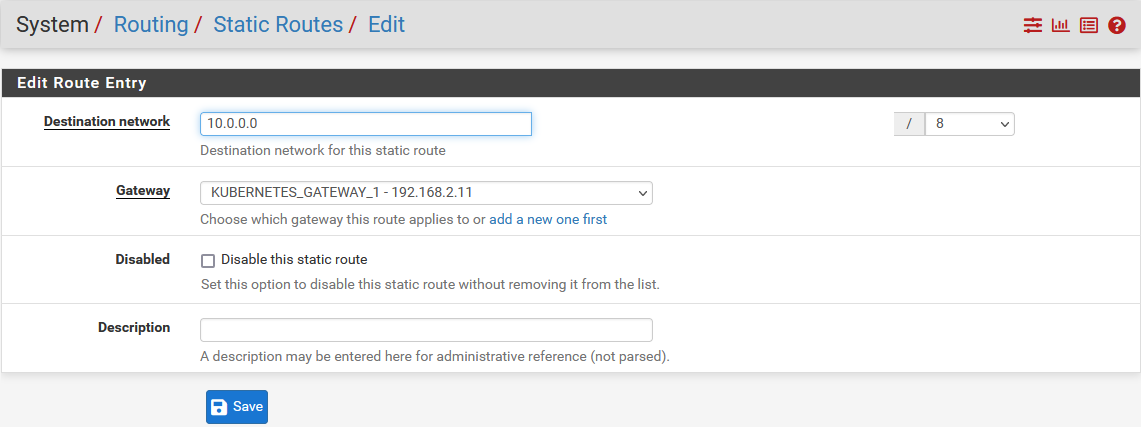 System / Routing / Static Routes / Edit
Edit Route Entry
Destination network 10.0.0.0 / 8
Destination network for this static route
Gateway KUBERNETES_GATEWAY_1 - 192.168.2.11
Choose which gateway this route applies to or add a new one first
Disabled Disable this static route
Set this option to disable this static route without removing it from the list.
Description
A description may be entered here for administrative reference (not parsed).
Save